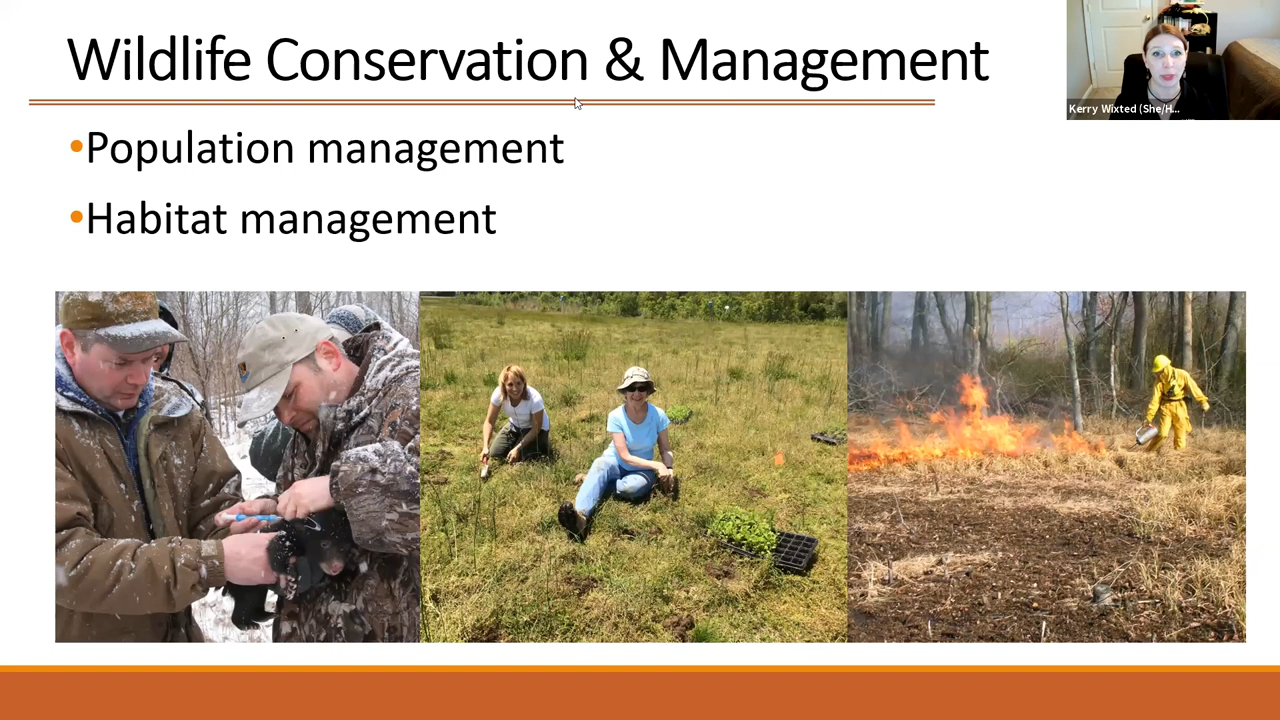 Wildlife Conservation & Management
Kerry Wixted (She/H...
•Population management
•Habitat management